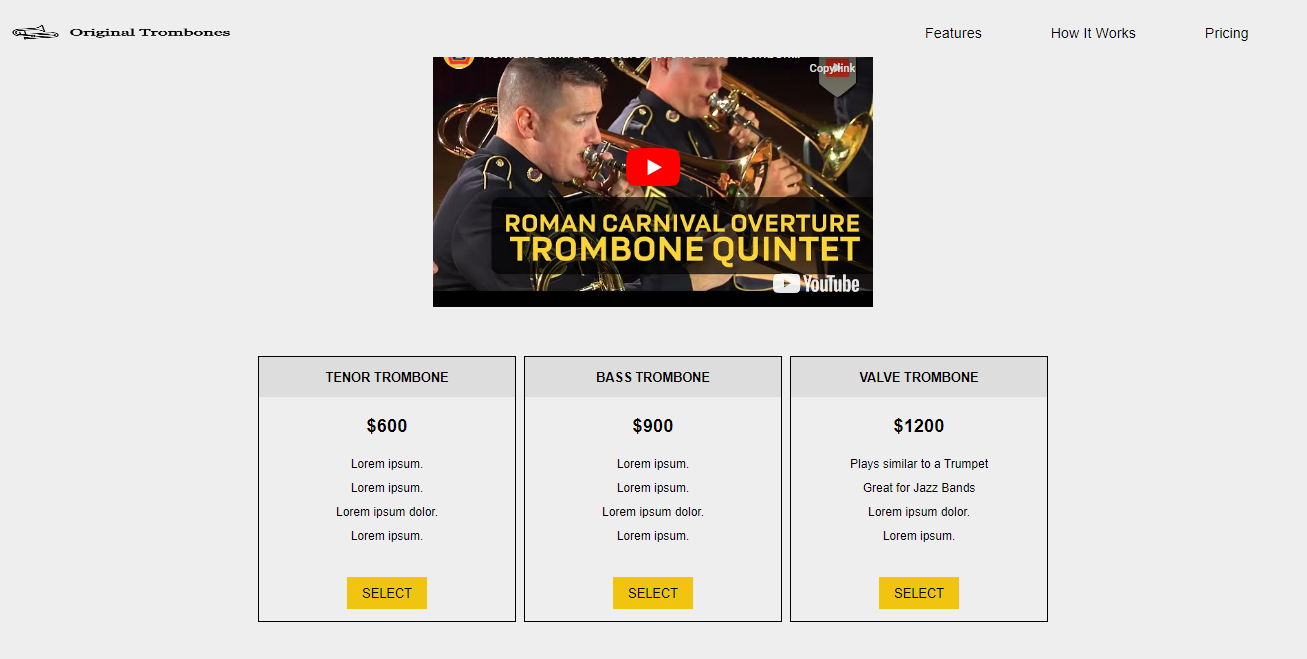 Original Trombones
Features
How It Works
Pricing
Copy link
ROMAN CARNIVAL OVERTURE
TROMBONE QUINTET
YouTube
TENOR TROMBONE
$600
Lorem ipsum.
Lorem ipsum.
Lorem ipsum dolor.
Lorem ipsum.
SELECT
BASS TROMBONE
$900
Lorem ipsum.
Lorem ipsum.
Lorem ipsum dolor.
Lorem ipsum.
SELECT
VALVE TROMBONE
$1200
Plays similar to a Trumpet
Great for Jazz Bands
Lorem ipsum dolor.
Lorem ipsum.
SELECT